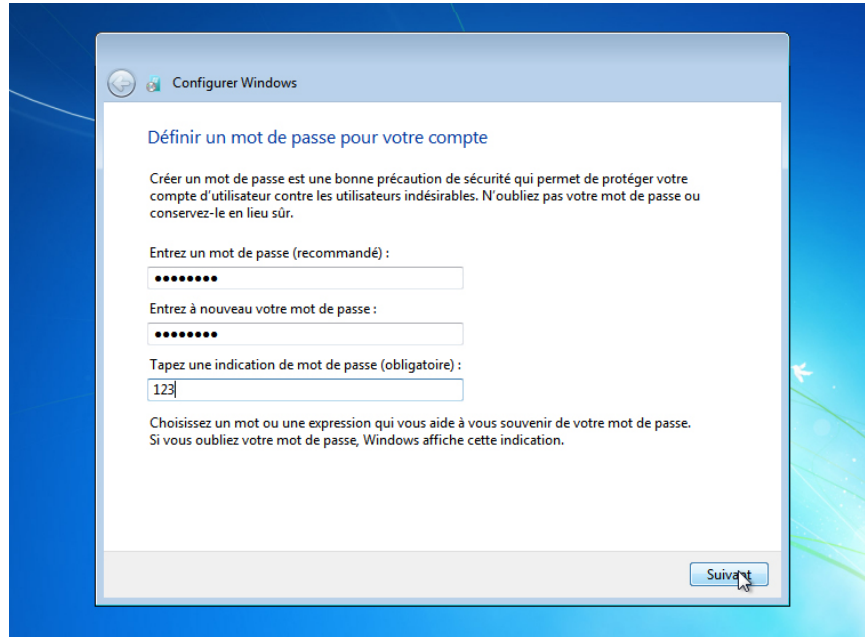 Configurer Windows
Définir un mot de passe pour votre compte
Créer un mot de passe est une bonne précaution de sécurité qui permet de protéger votre
compte d'utilisateur contre les utilisateurs indésirables. N'oubliez pas votre mot de passe ou
conservez-le en lieu sûr.
Entrez un mot de passe (recommandé) :
●●●●●●●●
Entrez à nouveau votre mot de passe :
●●●●●●●●
Tapez une indication de mot de passe (obligatoire) :
123
Choisissez un mot ou une expression qui vous aide à vous souvenir de votre mot de passe.
Si vous oubliez votre mot de passe, Windows affiche cette indication.
Suivant